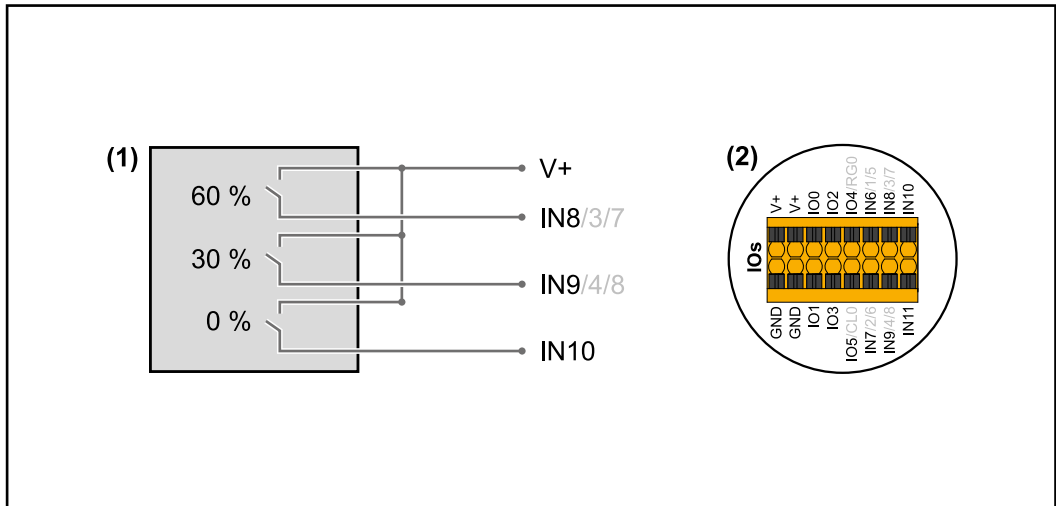 (1)
60 %
30 %
0 %
V+
IN8/3/7
IN9/4/8
IN10
(2)
IOs
V+
V+
IO0
IO2
IO4/RG0
IN6/1/5
IN8/3/7
IN10
GND
GND
IO1
IO3
IO5/CL0
IN7/2/6
IN9/4/8
IN11